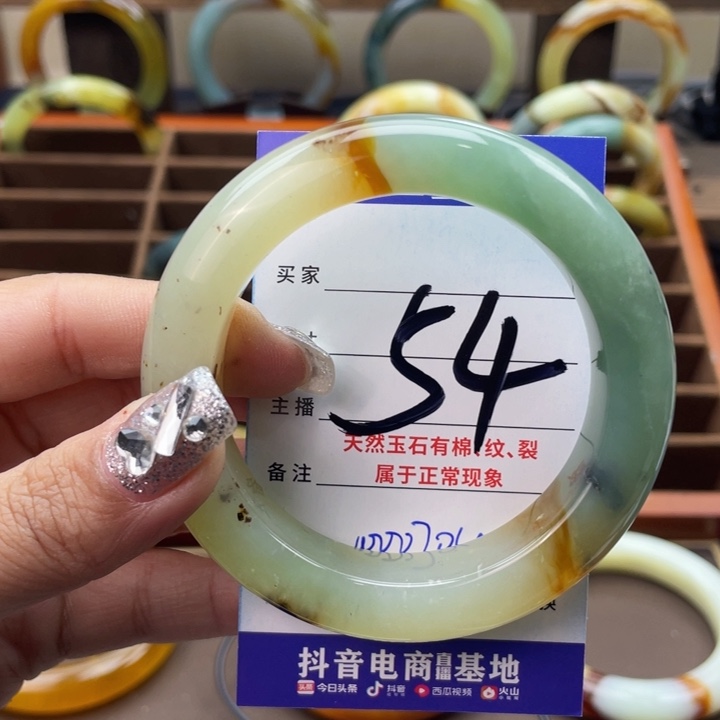 买家
54
主播
天然玉石有棉、纹、裂
备注
属于正常现象
抖音电商直播基地
头条 今日头条 抖音 西瓜视频 火山